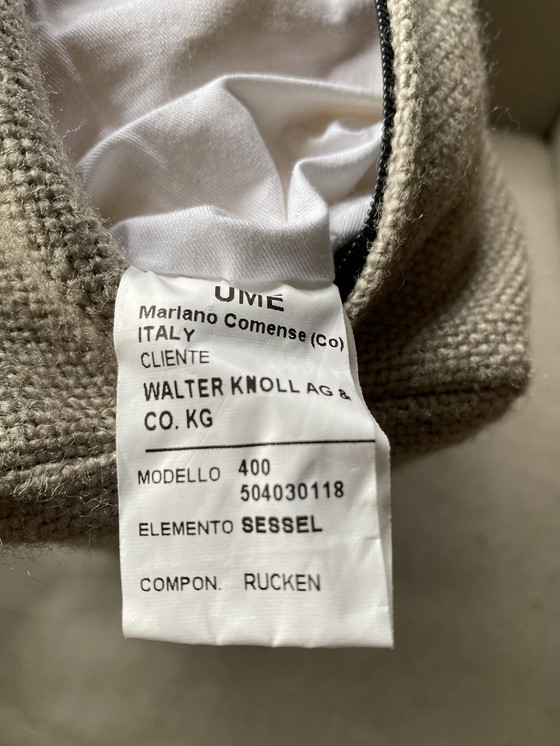 UME
Mariano Comense (Co)
ITALY
CLIENTE
WALTER KNOLL AG &
CO. KG
MODELLO 400
504030118
ELEMENTO SESSEL
COMPON. RUCKEN